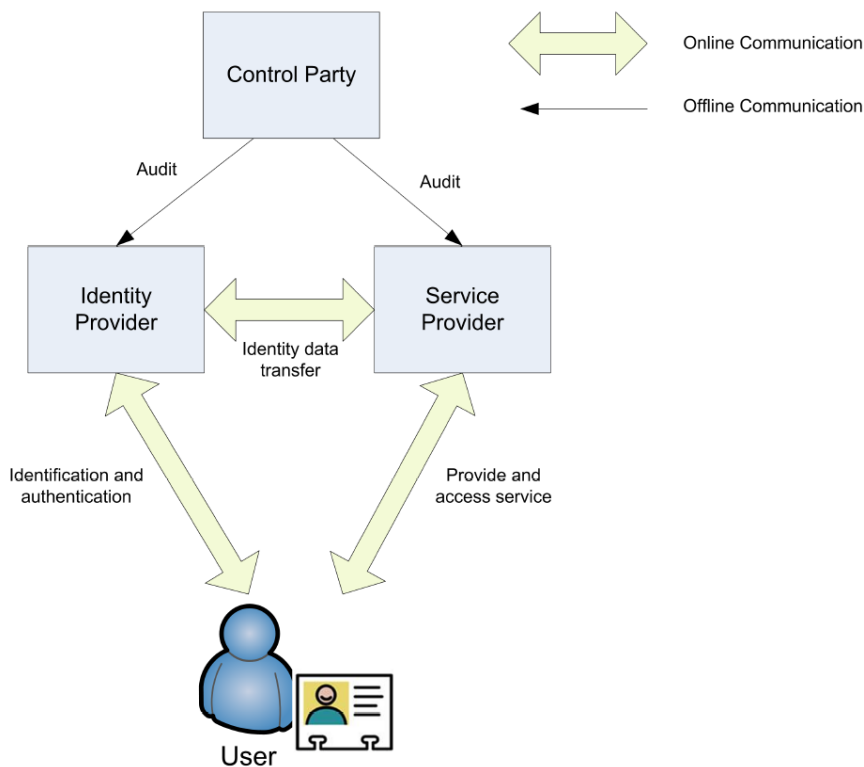 Control Party
Online Communication
Offline Communication
Audit
Audit
Identity
Provider
Service
Provider
Identity data
transfer
Identification and
authentication
Provide and
access service
User